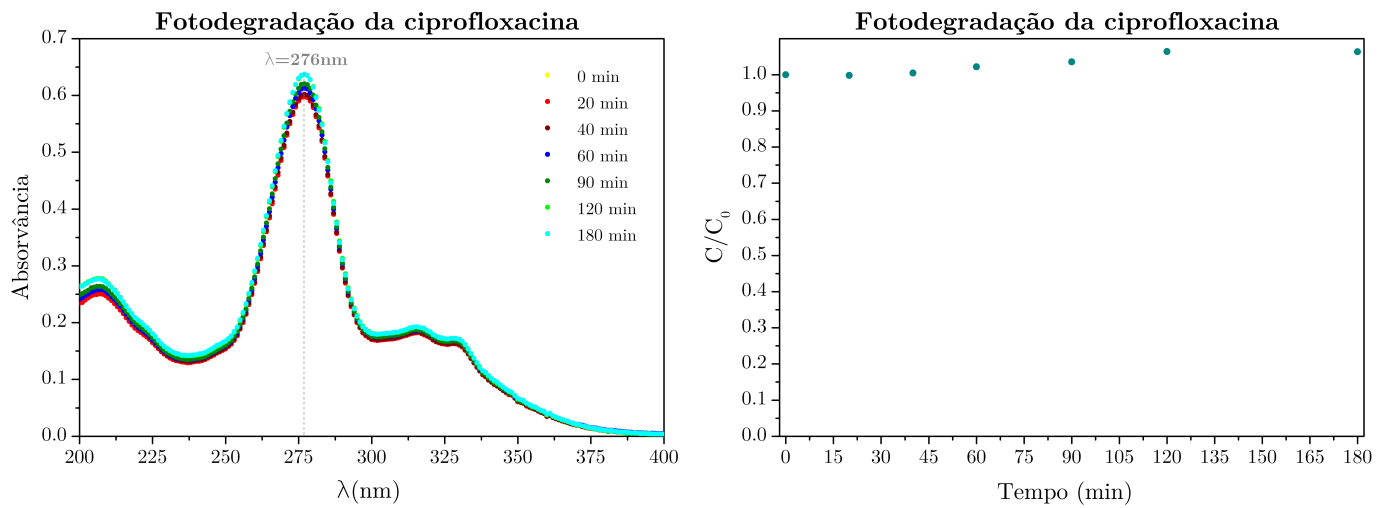 Fotodegradação da ciprofloxacina
0.7
0.6
0.5
0.4
0.3
0.2
0.1
0.0
Absorvância
λ=276nm
0 min
20 min
40 min
60 min
90 min
120 min
180 min
200 225 250 275 300 325 350 375 400
λ(nm)
Fotodegradação da ciprofloxacina
1.0
0.9
0.8
0.7
0.6
0.5
0.4
0.3
0.2
0.1
0.0
C/C₀
0 15 30 45 60 75 90 105 120 135 150 165 180
Tempo (min)